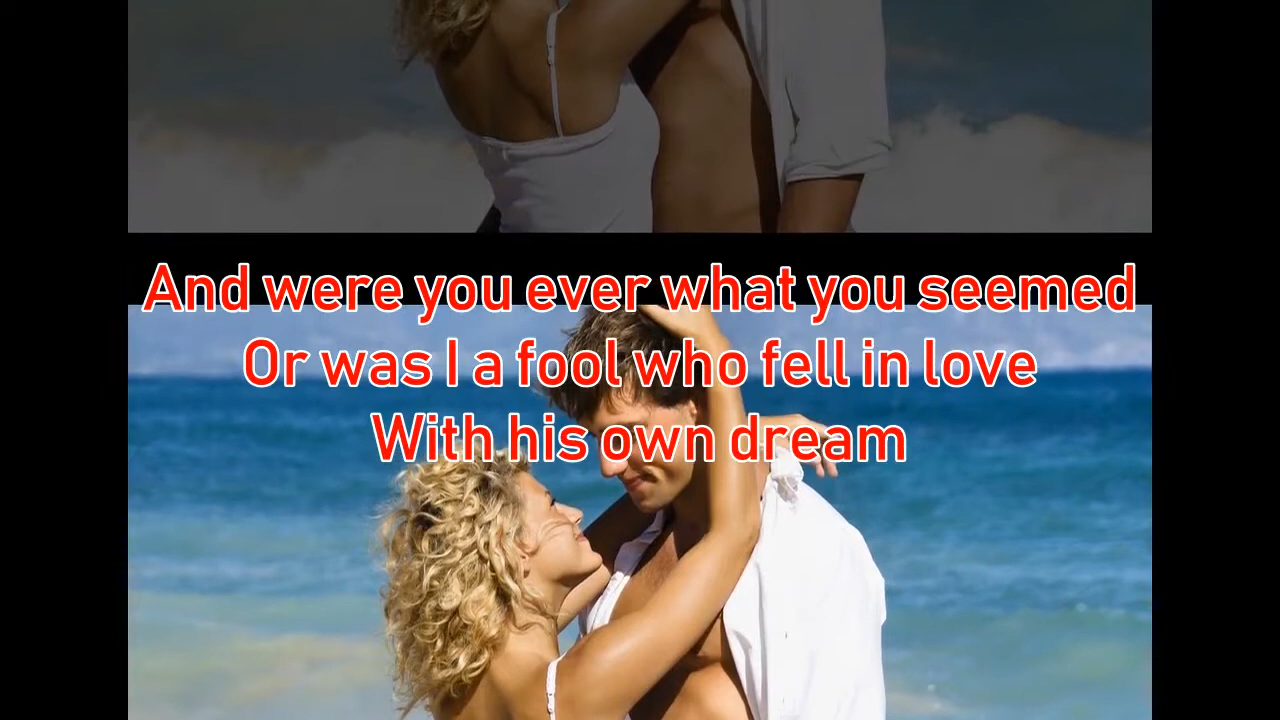 And were you ever what you seemed
Or was I a fool who fell in love
With his own dream